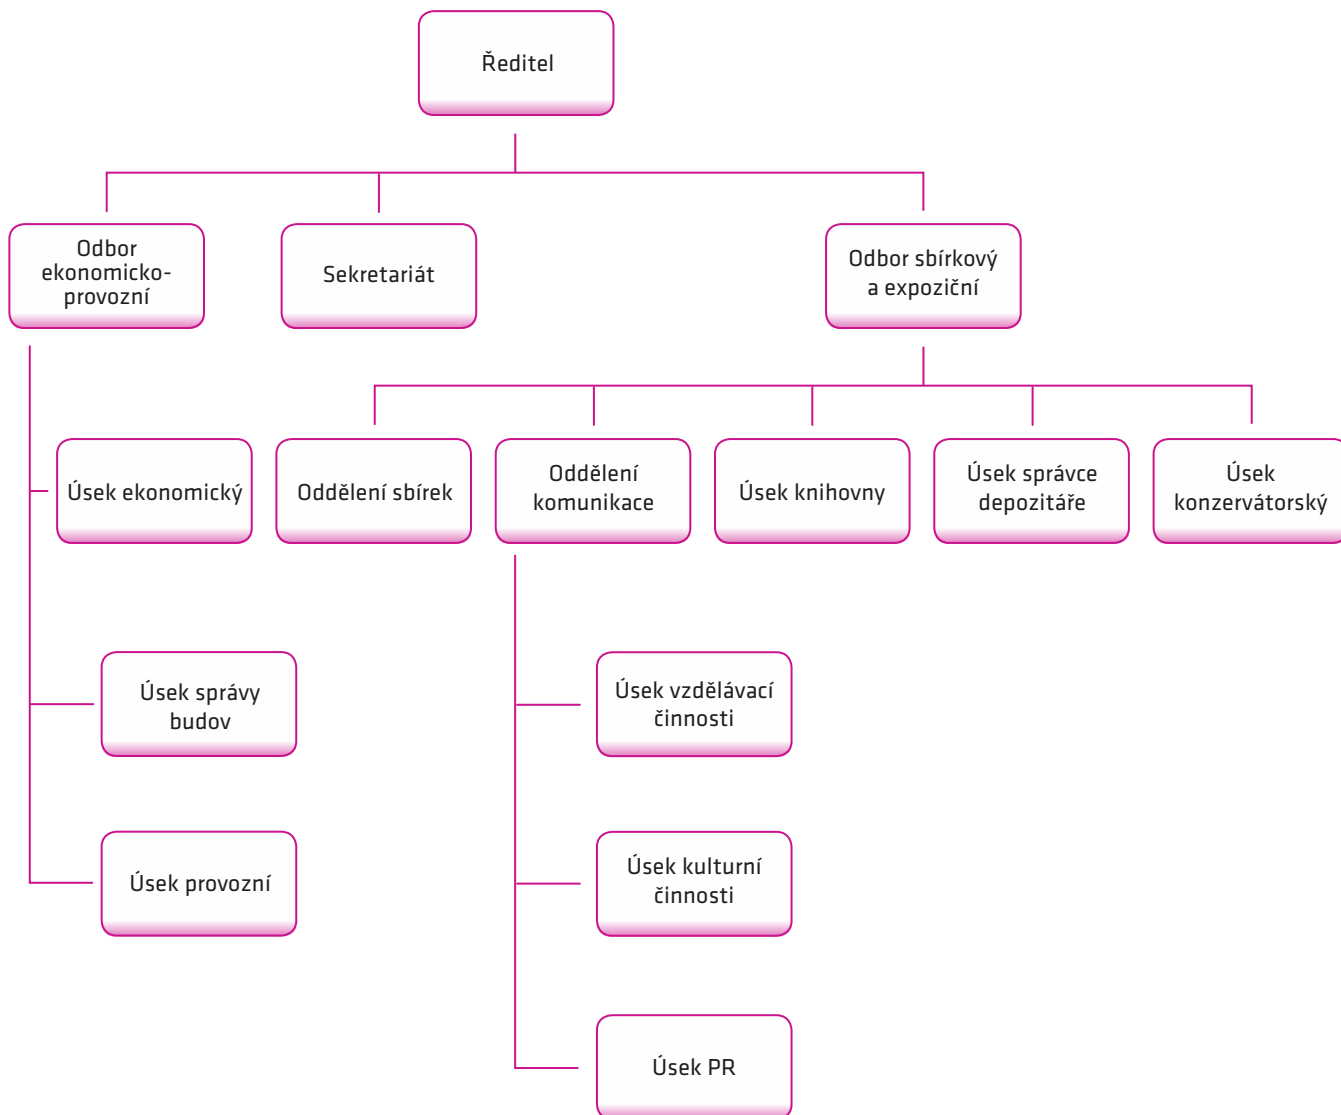 Ředitel
Odbor
ekonomicko-
provozní
Sekretariát
Odbor sbírkový
a expoziční
Úsek ekonomický
Oddělení sbírek
Oddělení
komunikace
Úsek knihovny
Úsek správce
depozitáře
Úsek
konzervátorský
Úsek správy
budov
Úsek vzdělávací
činnosti
Úsek provozní
Úsek kulturní
činnosti
Úsek PR